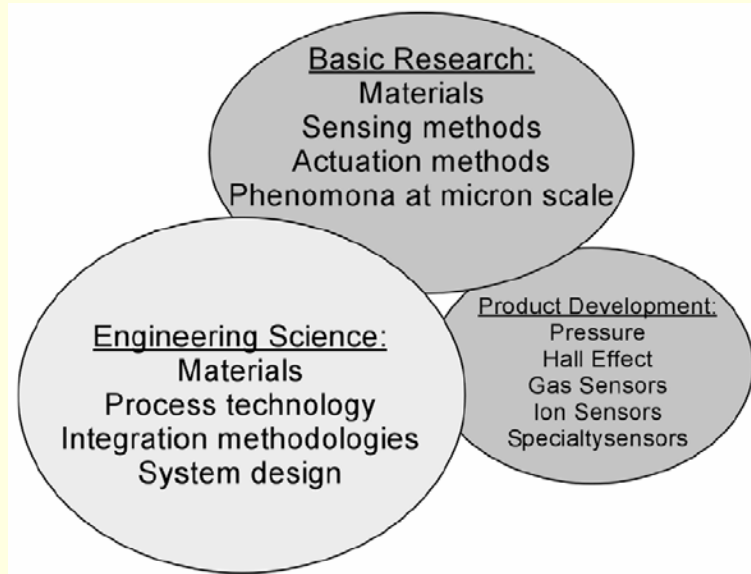 Basic Research:
Materials
Sensing methods
Actuation methods
Phenomona at micron scale
Engineering Science:
Materials
Process technology
Integration methodologies
System design
Product Development:
Pressure
Hall Effect
Gas Sensors
Ion Sensors
Specialtysensors